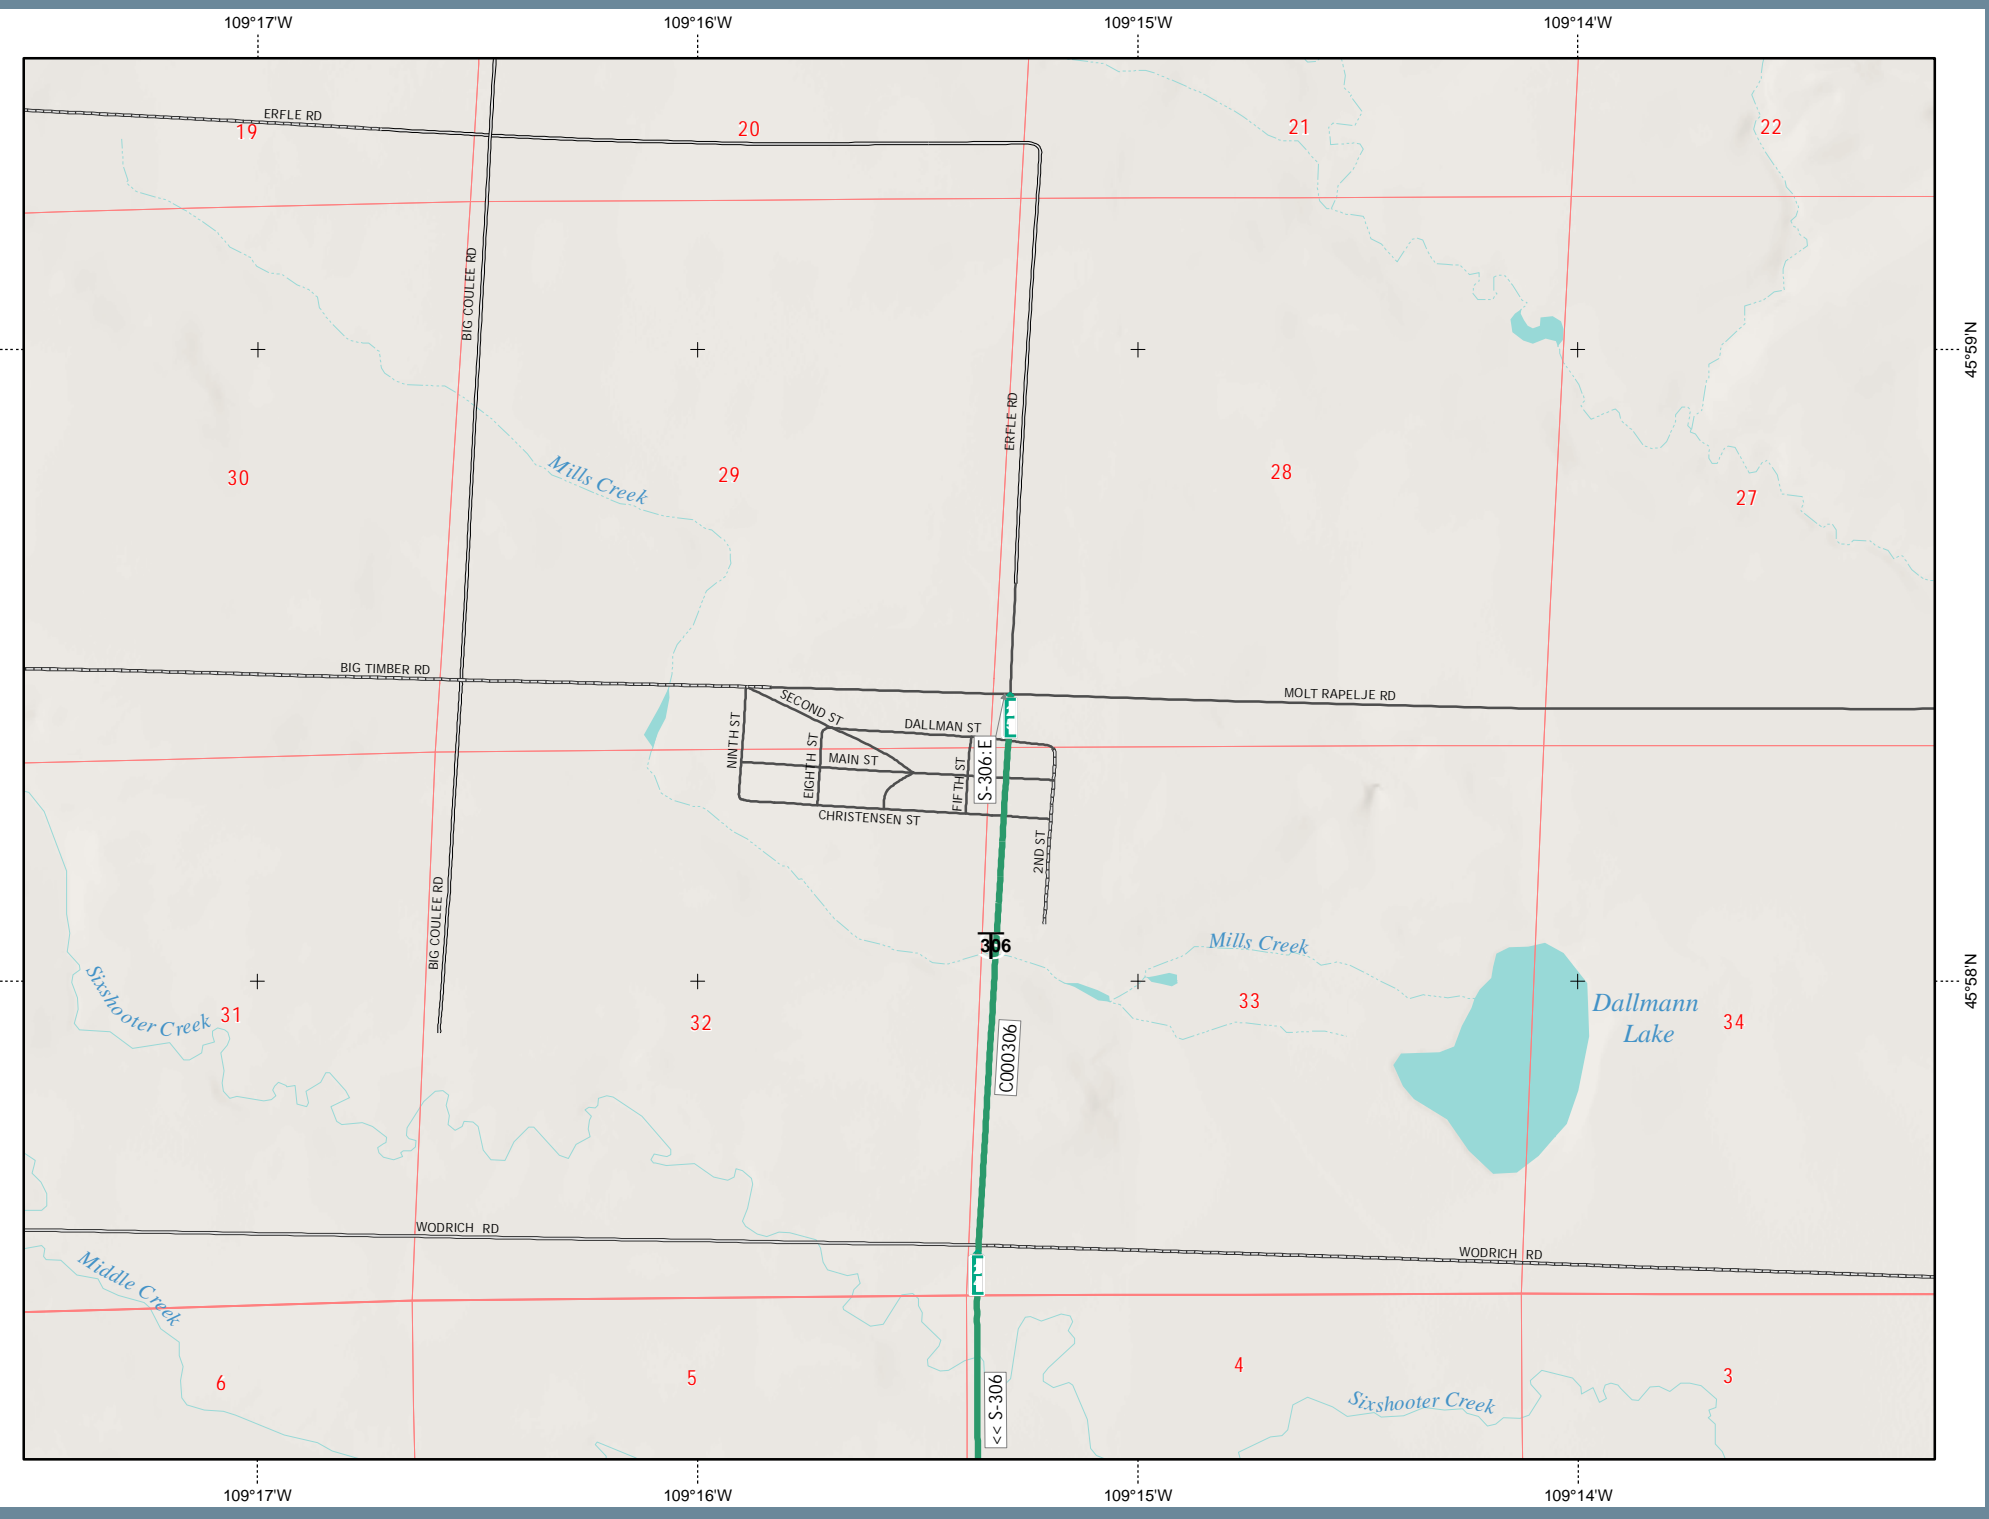 109°17'W
109°16'W
109°15'W
109°14'W
ERFLE RD
19
20
21
22
BIG COULEE RD
45°59'N
ERFLE RD
30
Mills Creek
29
28
27
BIG TIMBER RD
MOLT RAPELJE RD
SECOND ST
DALLMAN ST
NINTH ST
EIGHTH ST
MAIN ST
FIFTH ST
S-306:E
CHRISTENSEN ST
2ND ST
BIG COULEE RD
306
Mills Creek
45°58'N
Sixshooter Creek
31
32
33
Dallmann
Lake
34
C000306
WODRICH RD
WODRICH RD
Middle Creek
6
5
4
3
<< S-306
Sixshooter Creek
109°17'W
109°16'W
109°15'W
109°14'W